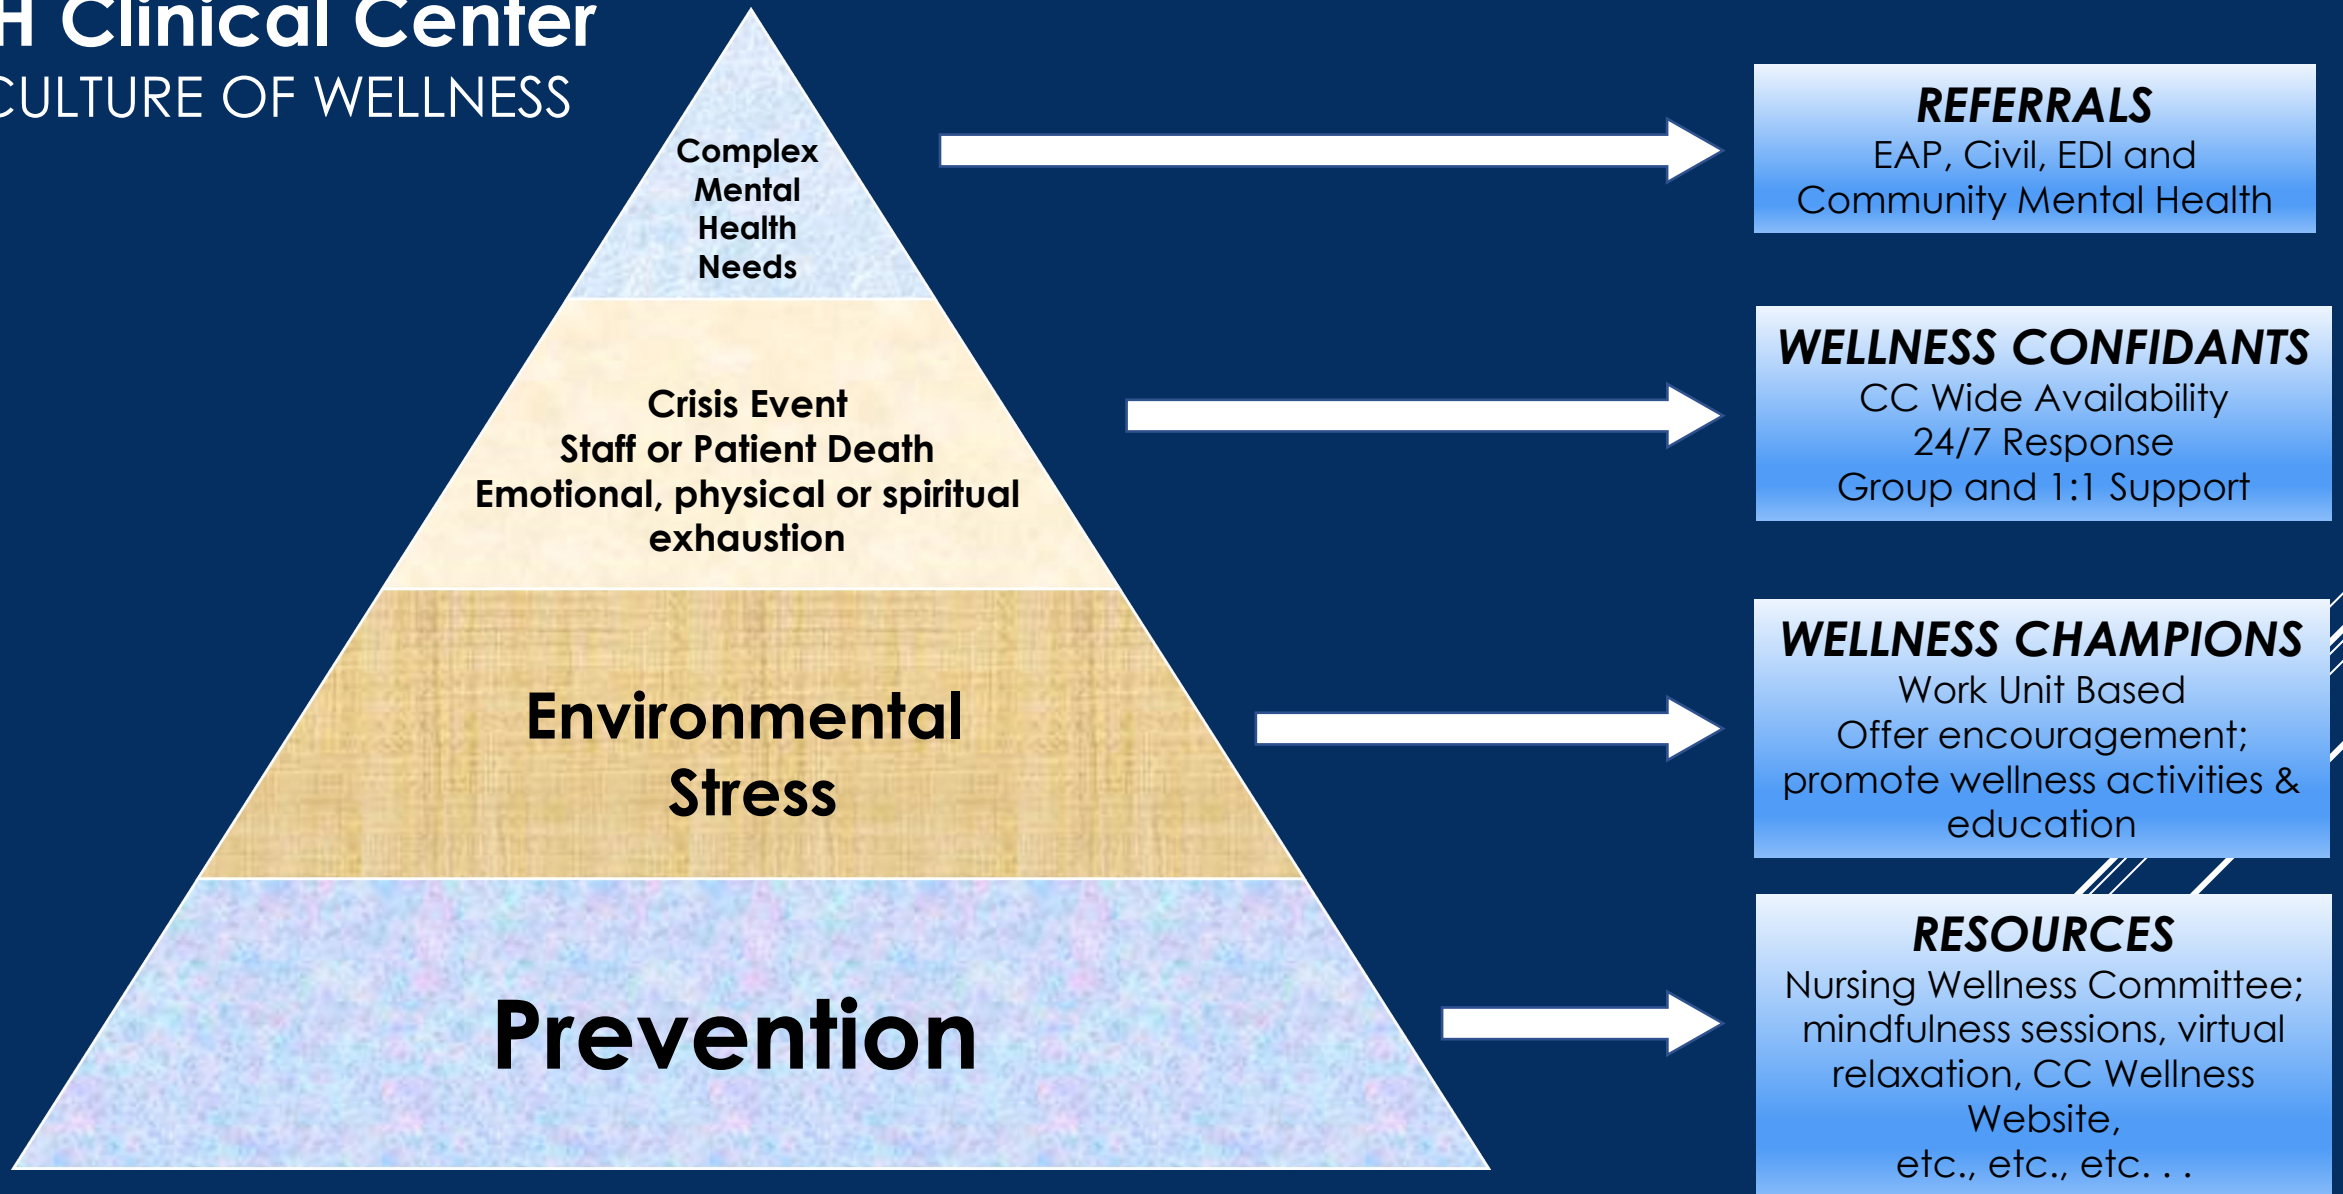 H Clinical Center
CULTURE OF WELLNESS
Complex
Mental
Health
Needs
REFERRALS
EAP, Civil, EDI and
Community Mental Health
Crisis Event
Staff or Patient Death
Emotional, physical or spiritual
exhaustion
WELLNESS CONFIDANTS
CC Wide Availability
24/7 Response
Group and 1:1 Support
Environmental
Stress
WELLNESS CHAMPIONS
Work Unit Based
Offer encouragement;
promote wellness activities &
education
Prevention
RESOURCES
Nursing Wellness Committee;
mindfulness sessions, virtual
relaxation, CC Wellness
Website,
etc., etc., etc. . .